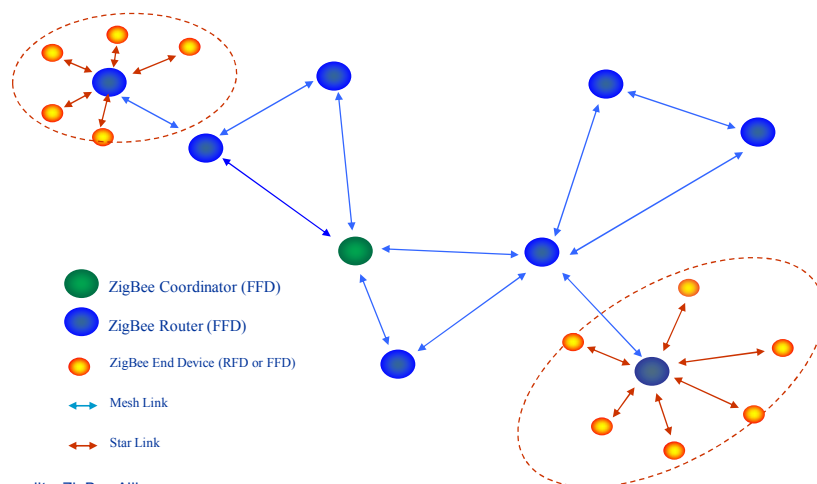 ZigBee Coordinator (FFD)
ZigBee Router (FFD)
ZigBee End Device (RFD or FFD)
Mesh Link
Star Link